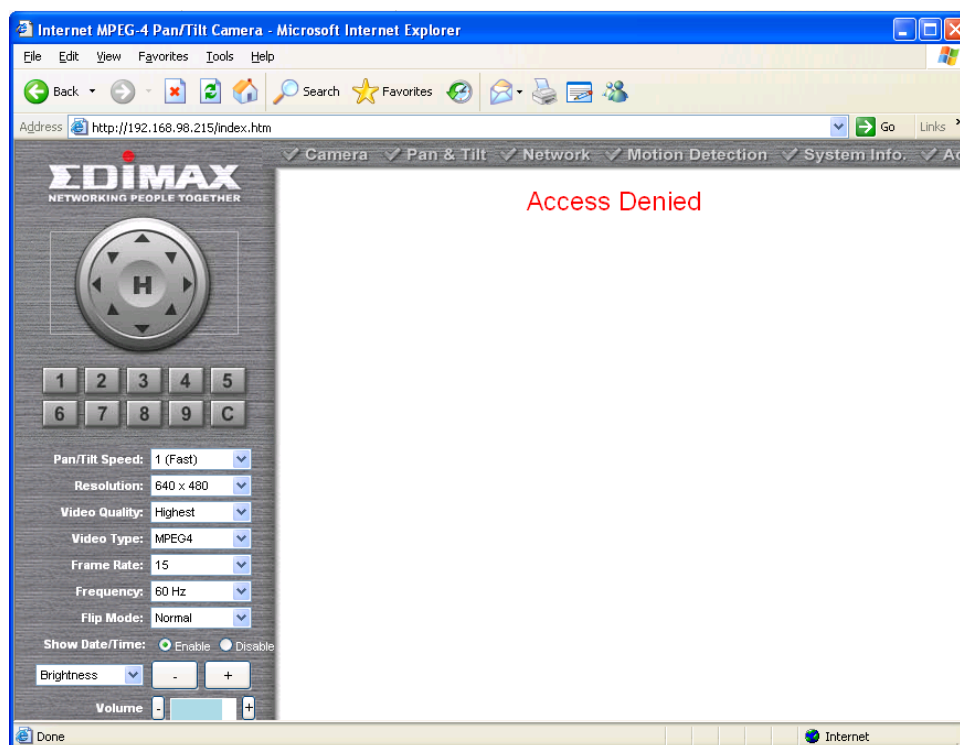 Internet MPEG-4 Pan/Tilt Camera - Microsoft Internet Explorer
File Edit View Favorites Tools Help
Back Search Favorites
Address http://192.168.98.215/index.htm Go Links
EDIMAX
NETWORKING PEOPLE TOGETHER
Camera Pan & Tilt Network Motion Detection System Info.
Access Denied
H
1 2 3 4 5
6 7 8 9 C
Pan/Tilt Speed: 1 (Fast)
Resolution: 640 x 480
Video Quality: Highest
Video Type: MPEG4
Frame Rate: 15
Frequency: 60 Hz
Flip Mode: Normal
Show Date/Time: Enable Disable
Brightness - +
Volume - +
Done Internet